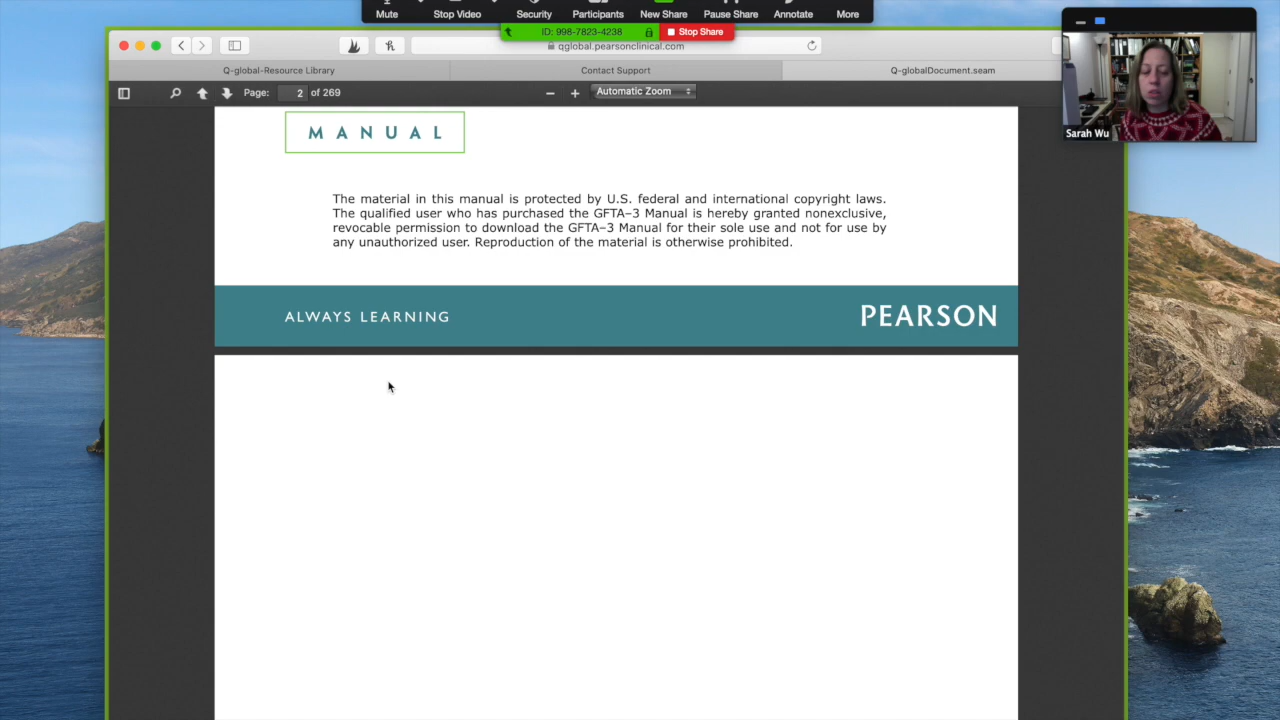 Mute Stop Video Security Participants New Share Pause Share Annotate More
ID: 998-7823-4238 Stop Share
qglobal.pearsonclinical.com
Q-global-Resource Library Contact Support Q-globalDocument.seam
Page: 2 of 269 Automatic Zoom
Sarah Wu
MANUAL
The material in this manual is protected by U.S. federal and international copyright laws.
The qualified user who has purchased the GFTA–3 Manual is hereby granted nonexclusive,
revocable permission to download the GFTA–3 Manual for their sole use and not for use by
any unauthorized user. Reproduction of the material is otherwise prohibited.
ALWAYS LEARNING PEARSON